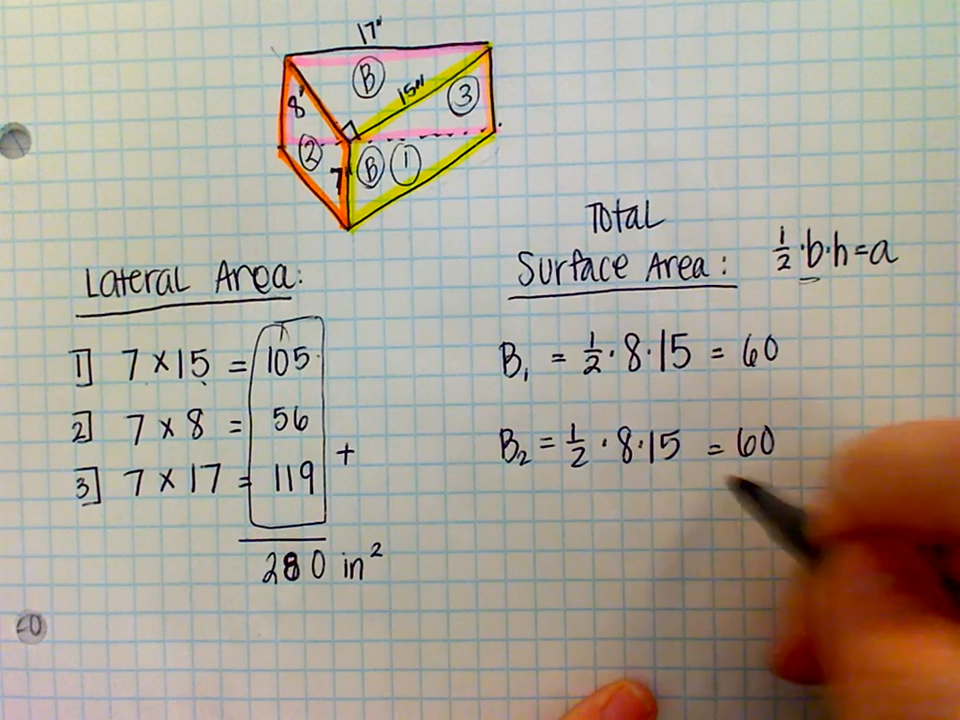 17"
B
15"
8'
3
2
7
B 1
Total
Surface Area:
1/2 · b · h = a
Lateral Area:
1] 7 × 15 = 105
2] 7 × 8 = 56
3] 7 × 17 = 119
+
280 in²
B₁ = 1/2 · 8 · 15 = 60
B₂ = 1/2 · 8 · 15 = 60